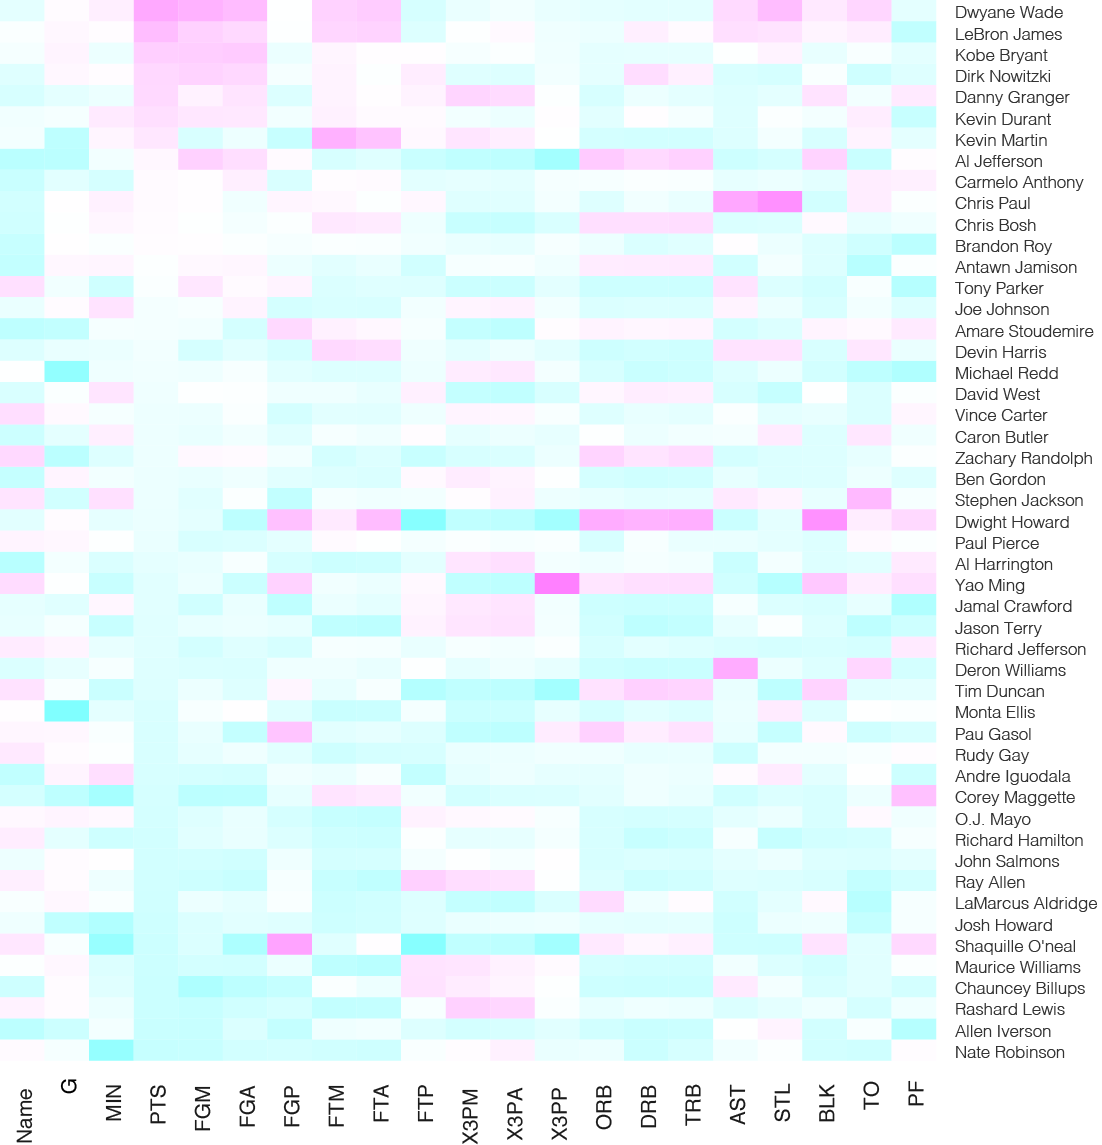 Dwyane Wade
LeBron James
Kobe Bryant
Dirk Nowitzki
Danny Granger
Kevin Durant
Kevin Martin
Al Jefferson
Carmelo Anthony
Chris Paul
Chris Bosh
Brandon Roy
Antawn Jamison
Tony Parker
Joe Johnson
Amare Stoudemire
Devin Harris
Michael Redd
David West
Vince Carter
Caron Butler
Zachary Randolph
Ben Gordon
Stephen Jackson
Dwight Howard
Paul Pierce
Al Harrington
Yao Ming
Jamal Crawford
Jason Terry
Richard Jefferson
Deron Williams
Tim Duncan
Monta Ellis
Pau Gasol
Rudy Gay
Andre Iguodala
Corey Maggette
O.J. Mayo
Richard Hamilton
John Salmons
Ray Allen
LaMarcus Aldridge
Josh Howard
Shaquille O'neal
Maurice Williams
Chauncey Billups
Rashard Lewis
Allen Iverson
Nate Robinson
Name
G
MIN
PTS
FGM
FGA
FGP
FTM
FTA
FTP
X3PM
X3PA
X3PP
ORB
DRB
TRB
AST
STL
BLK
TO
PF